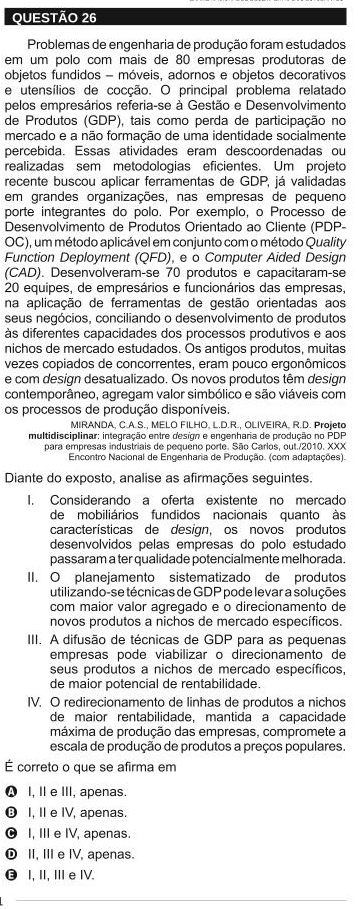 QUESTÃO 26
Problemas de engenharia de produção foram estudados
em um polo com mais de 80 empresas produtoras de
objetos fundidos – móveis, adornos e objetos decorativos
e utensílios de cocção. O principal problema relatado
pelos empresários referia-se à Gestão e Desenvolvimento
de Produtos (GDP), tais como perda de participação no
mercado e a não formação de uma identidade socialmente
percebida. Essas atividades eram descoordenadas ou
realizadas sem metodologias eficientes. Um projeto
recente buscou aplicar ferramentas de GDP, já validadas
em grandes organizações, nas empresas de pequeno
porte integrantes do polo. Por exemplo, o Processo de
Desenvolvimento de Produtos Orientado ao Cliente (PDP-
OC), um método aplicável em conjunto com o método Quality
Function Deployment (QFD), e o Computer Aided Design
(CAD). Desenvolveram-se 70 produtos e capacitaram-se
20 equipes, de empresários e funcionários das empresas,
na aplicação de ferramentas de gestão orientadas aos
seus negócios, conciliando o desenvolvimento de produtos
às diferentes capacidades dos processos produtivos e aos
nichos de mercado estudados. Os antigos produtos, muitas
vezes copiados de concorrentes, eram pouco ergonômicos
e com design desatualizado. Os novos produtos têm design
contemporâneo, agregam valor simbólico e são viáveis com
os processos de produção disponíveis.
MIRANDA, C.A.S., MELO FILHO, L.D.R., OLIVEIRA, R.D. Projeto
multidisciplinar: integração entre design e engenharia de produção no PDP
para empresas industriais de pequeno porte. São Carlos, out./2010. XXX
Encontro Nacional de Engenharia de Produção. (com adaptações).
Diante do exposto, analise as afirmações seguintes.
I. Considerando a oferta existente no mercado
de mobiliários fundidos nacionais quanto às
características de design, os novos produtos
desenvolvidos pelas empresas do polo estudado
passaram a ter qualidade potencialmente melhorada.
II. O planejamento sistematizado de produtos
utilizando-se técnicas de GDP pode levar a soluções
com maior valor agregado e o direcionamento de
novos produtos a nichos de mercado específicos.
III. A difusão de técnicas de GDP para as pequenas
empresas pode viabilizar o direcionamento de
seus produtos a nichos de mercado específicos,
de maior potencial de rentabilidade.
IV. O redirecionamento de linhas de produtos a nichos
de maior rentabilidade, mantida a capacidade
máxima de produção das empresas, compromete a
escala de produção de produtos a preços populares.
É correto o que se afirma em
A I, II e III, apenas.
B I, II e IV, apenas.
C I, III e IV, apenas.
D II, III e IV, apenas.
E I, II, III e IV.